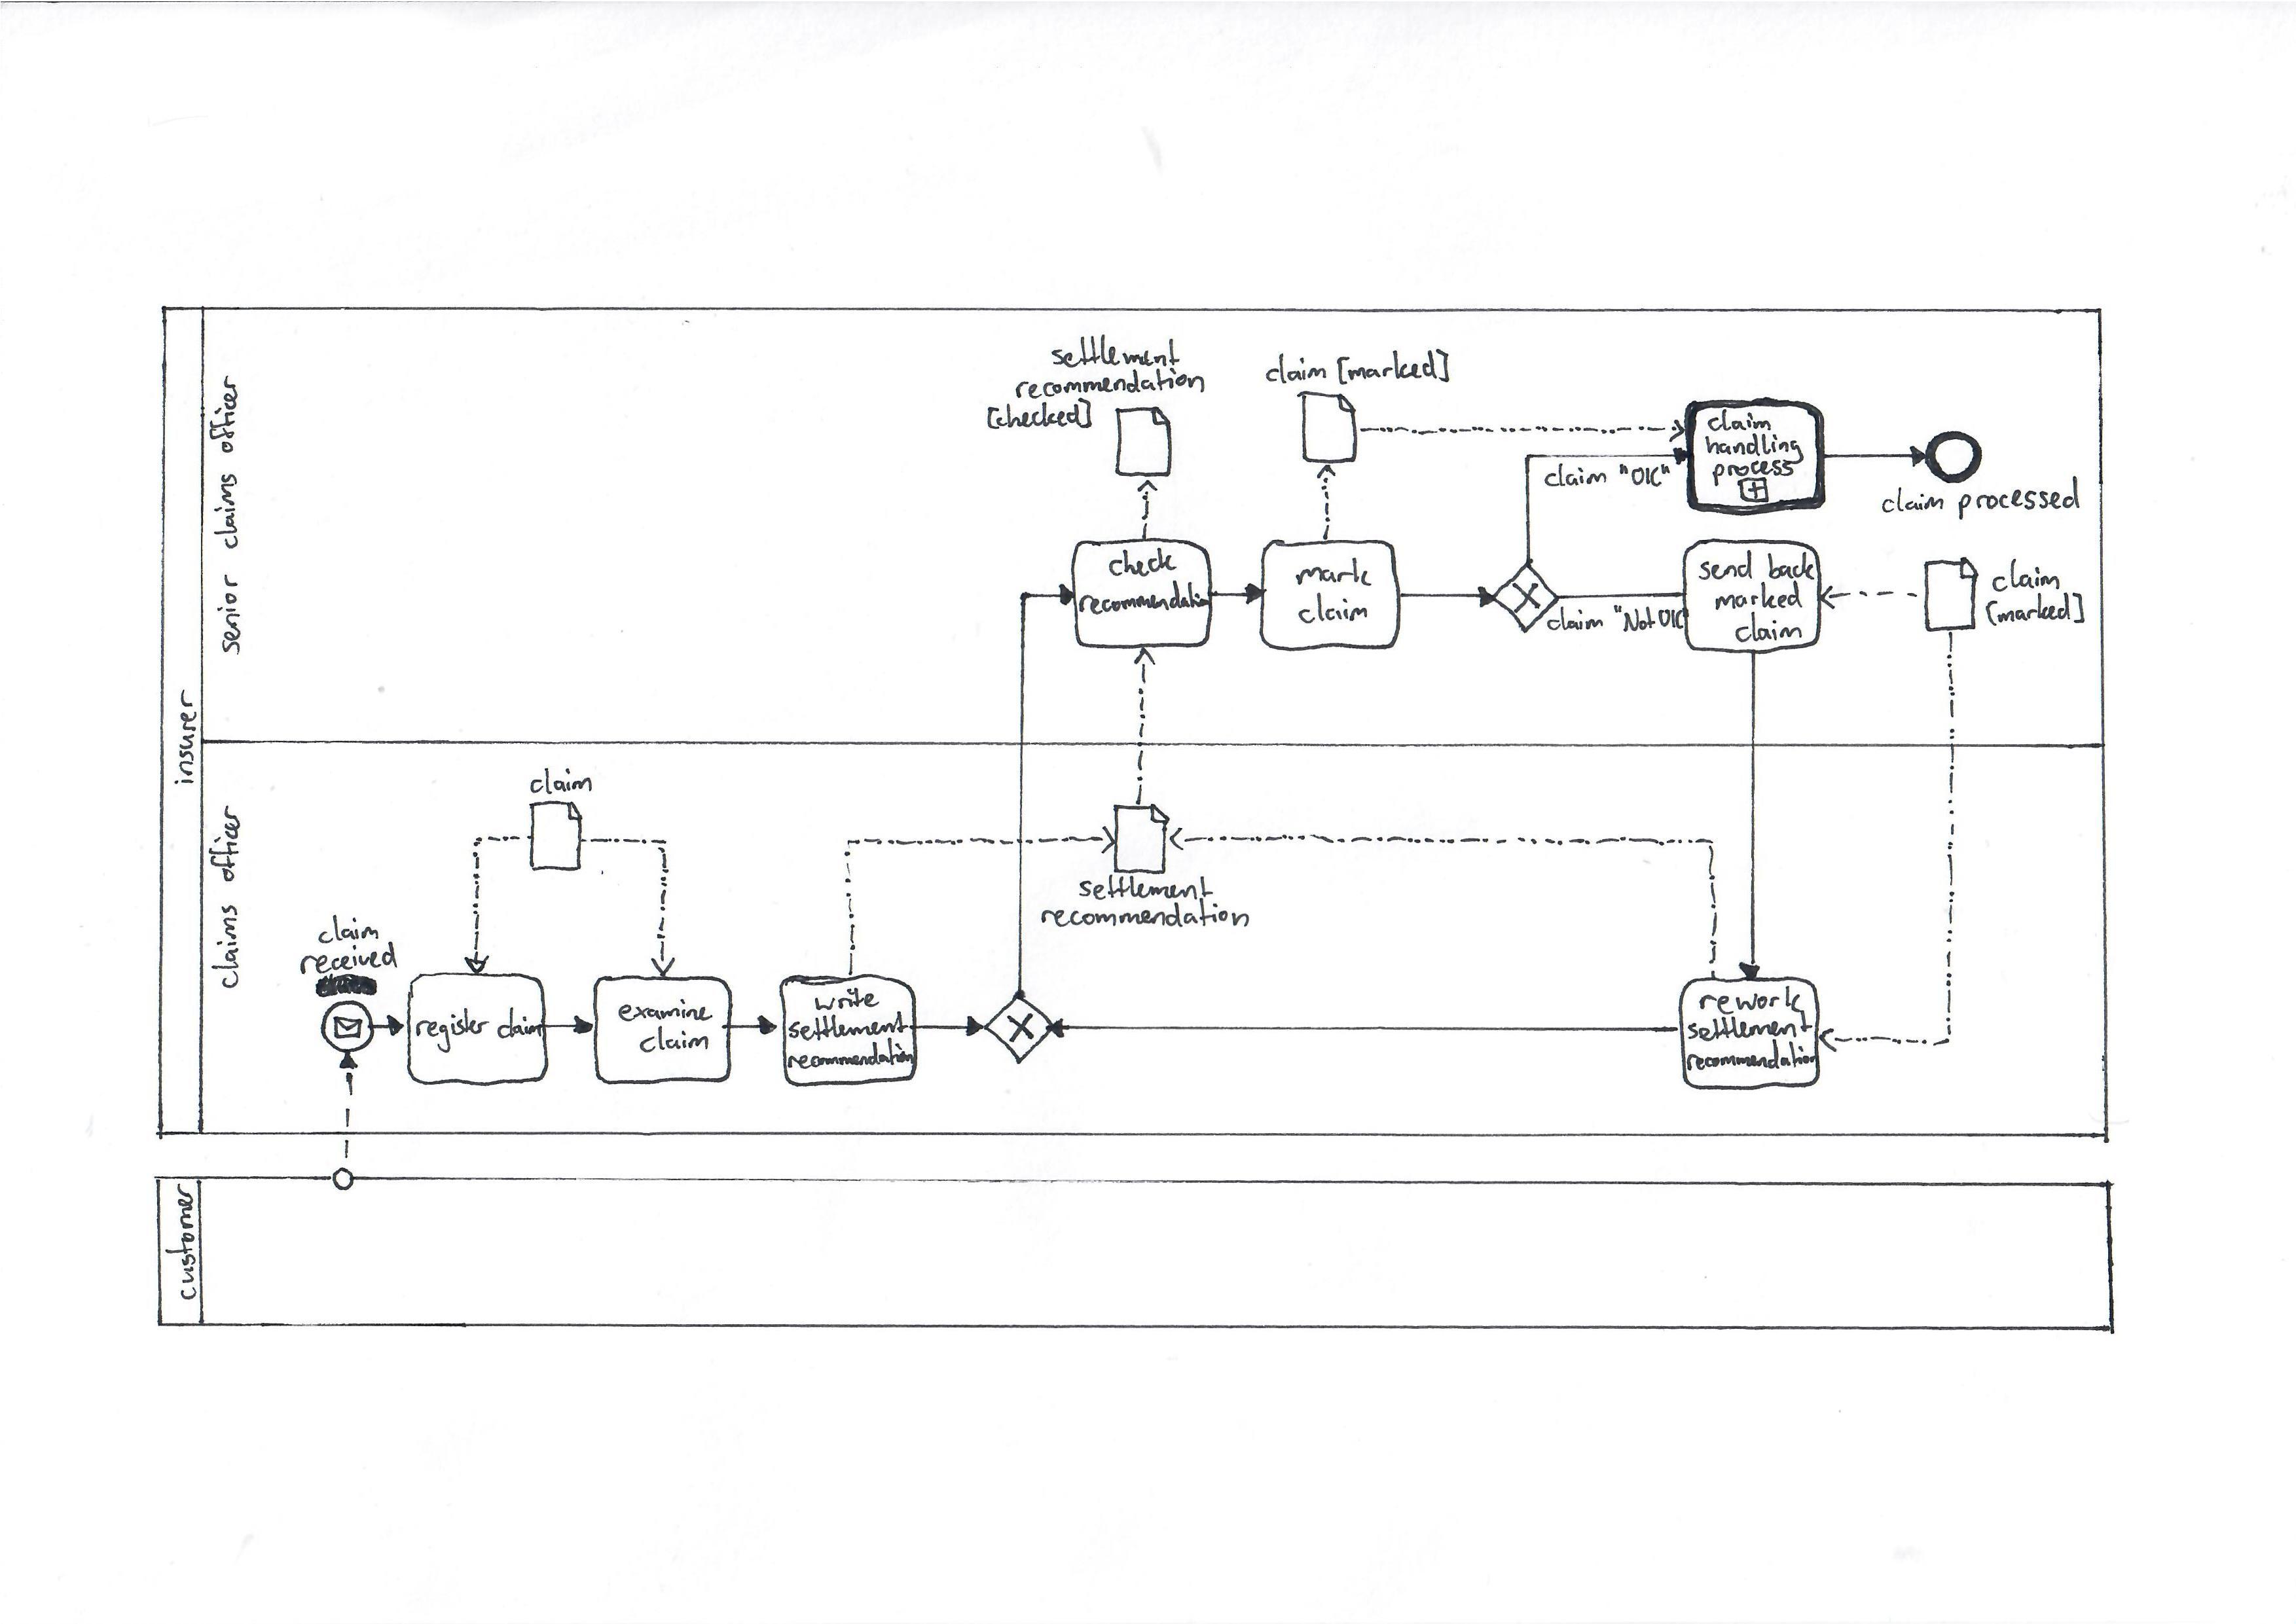 insurer
senior claims officer
settlement
recommendation
[checked]
claim [marked]
claim
handling
process
claim "OK"
claim processed
check
recommendation
mark
claim
claim "Not OK"
send back
marked
claim
claim
[marked]
claims officer
claim
settlement
recommendation
claim
received
register claim
examine
claim
write
settlement
recommendation
rework
settlement
recommendation
customer